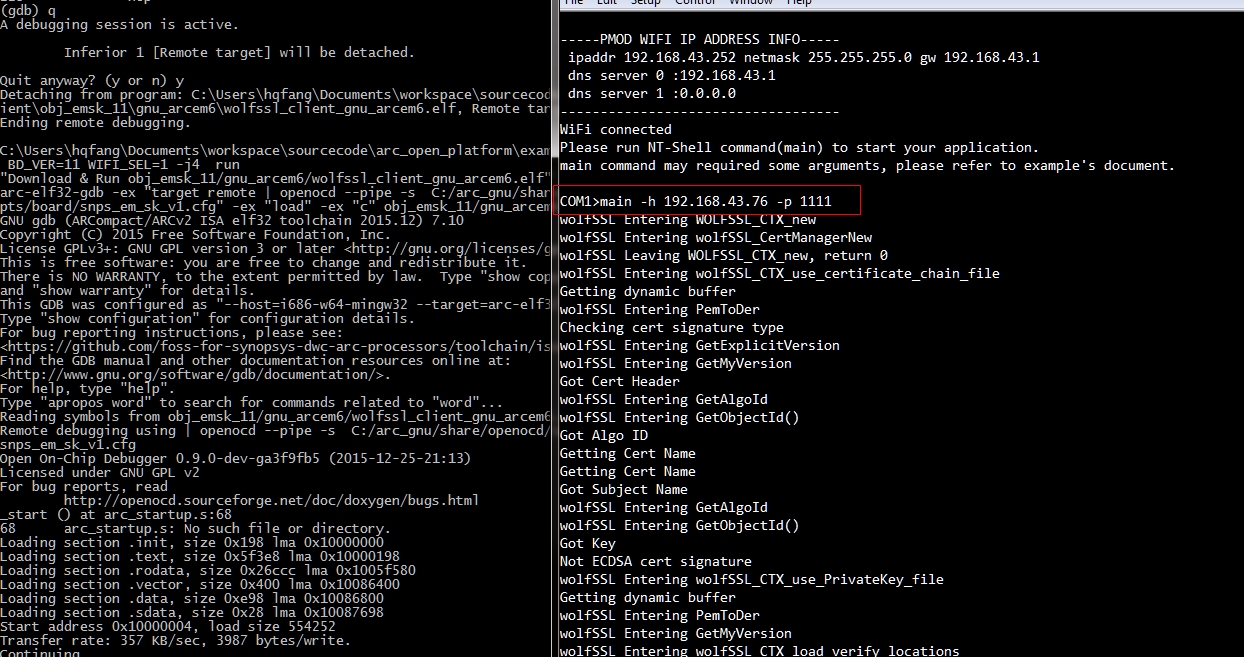 (gdb) q
A debugging session is active.
Inferior 1 [Remote target] will be detached.
Quit anyway? (y or n) y
Detaching from program: C:\Users\hqfang\Documents\workspace\sourcecod
ient\obj_emsk_11\gnu_arcem6\wolfssl_client_gnu_arcem6.elf, Remote tar
Ending remote debugging.
C:\Users\hqfang\Documents\workspace\sourcecode\arc_open_platform\exam
BD_VER=11 WIFI_SEL=1 -j4  run
"Download & Run obj_emsk_11/gnu_arcem6/wolfssl_client_gnu_arcem6.elf"
arc-elf32-gdb -ex "target remote | openocd --pipe -s  C:/arc_gnu/shar
pts/board/snps_em_sk_v1.cfg" -ex "load" -ex "c" obj_emsk_11/gnu_arcem
GNU gdb (ARCompact/ARCv2 ISA elf32 toolchain 2015.12) 7.10
Copyright (C) 2015 Free Software Foundation, Inc.
License GPLv3+: GNU GPL version 3 or later <http://gnu.org/licenses/g
This is free software: you are free to change and redistribute it.
There is NO WARRANTY, to the extent permitted by law.  Type "show cop
and "show warranty" for details.
This GDB was configured as "--host=i686-w64-mingw32 --target=arc-elf3
Type "show configuration" for configuration details.
For bug reporting instructions, please see:
<https://github.com/foss-for-synopsys-dwc-arc-processors/toolchain/is
Find the GDB manual and other documentation resources online at:
<http://www.gnu.org/software/gdb/documentation/>.
For help, type "help".
Type "apropos word" to search for commands related to "word"...
Reading symbols from obj_emsk_11/gnu_arcem6/wolfssl_client_gnu_arcem6
Remote debugging using | openocd --pipe -s  C:/arc_gnu/share/openocd/
snps_em_sk_v1.cfg
Open On-Chip Debugger 0.9.0-dev-ga3f9fb5 (2015-12-25-21:13)
Licensed under GNU GPL v2
For bug reports, read
http://openocd.sourceforge.net/doc/doxygen/bugs.html
_start () at arc_startup.s:68
68      arc_startup.s: No such file or directory.
Loading section .init, size 0x198 lma 0x10000000
Loading section .text, size 0x5f3e8 lma 0x10000198
Loading section .rodata, size 0x26ccc lma 0x1005f580
Loading section .vector, size 0x400 lma 0x10086400
Loading section .data, size 0xe98 lma 0x10086800
Loading section .sdata, size 0x28 lma 0x10087698
Start address 0x10000004, load size 554252
Transfer rate: 357 KB/sec, 3987 bytes/write.
Continuing
File Edit Setup Control Window Help
-----PMOD WIFI IP ADDRESS INFO-----
ipaddr 192.168.43.252 netmask 255.255.255.0 gw 192.168.43.1
dns server 0 :192.168.43.1
dns server 1 :0.0.0.0
-----------------------------------
WiFi connected
Please run NT-Shell command(main) to start your application.
main command may required some arguments, please refer to example's document.
COM1>main -h 192.168.43.76 -p 1111
wolfSSL Entering WOLFSSL_CTX_new
wolfSSL Entering wolfSSL_CertManagerNew
wolfSSL Leaving WOLFSSL_CTX_new, return 0
wolfSSL Entering wolfSSL_CTX_use_certificate_chain_file
Getting dynamic buffer
wolfSSL Entering PemToDer
Checking cert signature type
wolfSSL Entering GetExplicitVersion
wolfSSL Entering GetMyVersion
Got Cert Header
wolfSSL Entering GetAlgoId
wolfSSL Entering GetObjectId()
Got Algo ID
Getting Cert Name
Getting Cert Name
Got Subject Name
wolfSSL Entering GetAlgoId
wolfSSL Entering GetObjectId()
Got Key
Not ECDSA cert signature
wolfSSL Entering wolfSSL_CTX_use_PrivateKey_file
Getting dynamic buffer
wolfSSL Entering PemToDer
wolfSSL Entering GetMyVersion
wolfSSL Entering wolfSSL_CTX_load_verify_locations